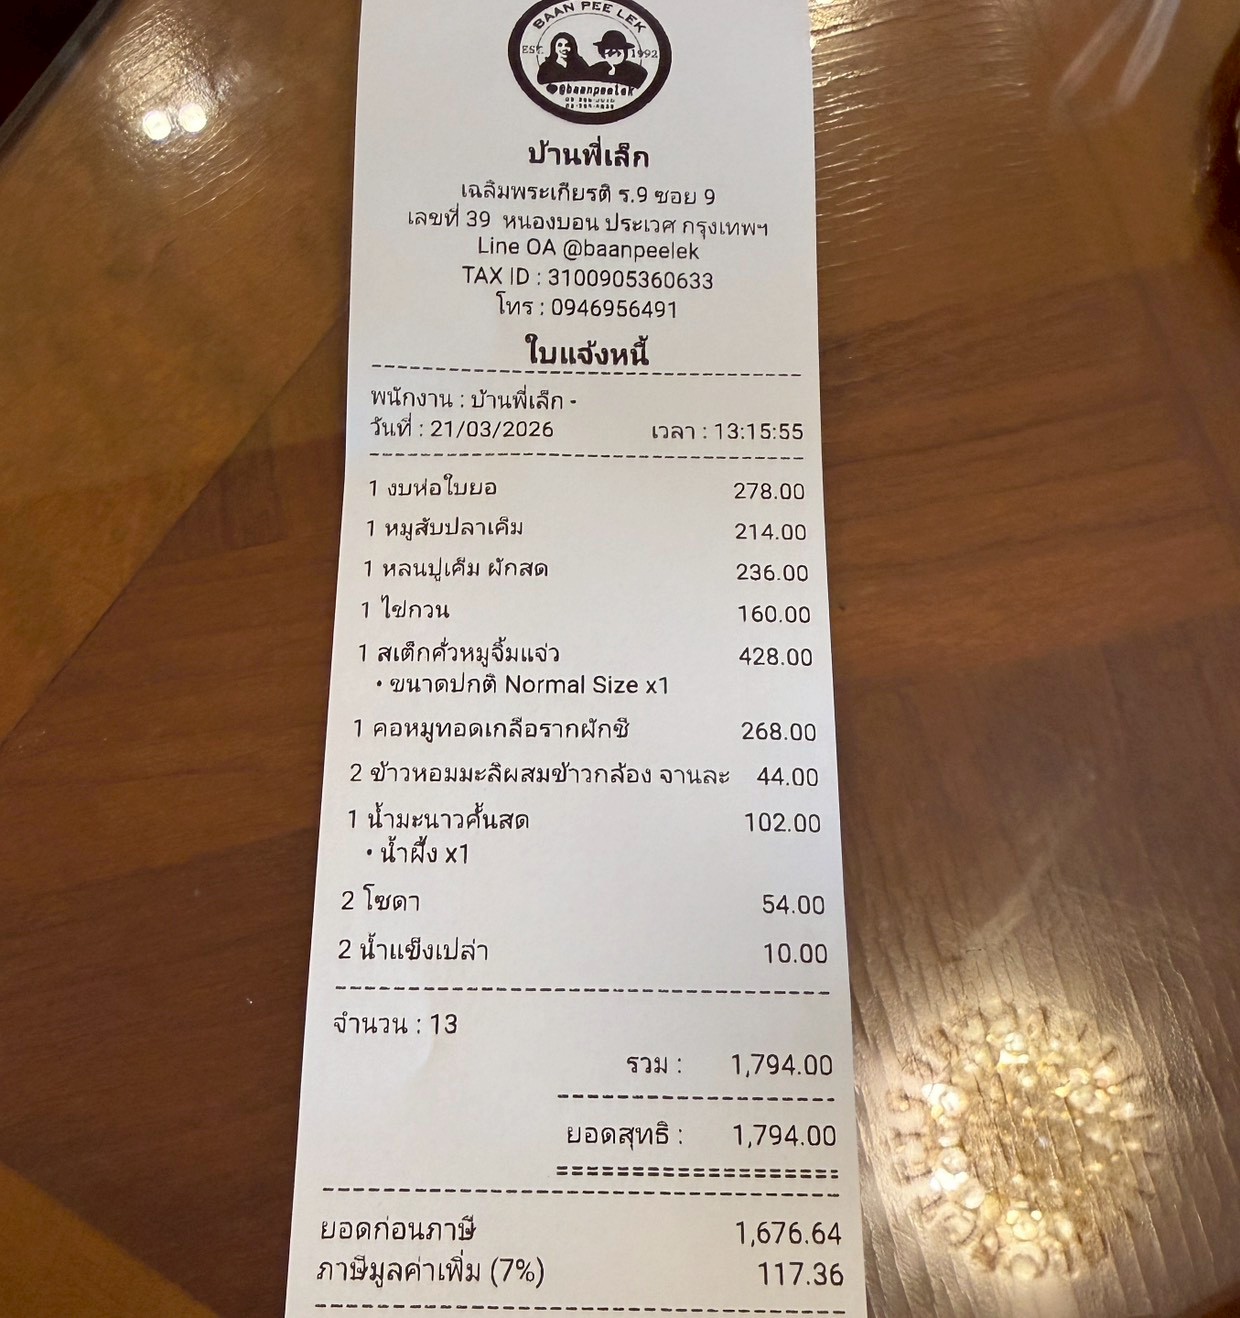 BAAN PEE LEK
EST. 1992
@baanpeelek
บ้านพี่เล็ก
เฉลิมพระเกียรติ ร.9 ซอย 9
เลขที่ 39 หนองบอน ประเวศ กรุงเทพฯ
Line OA @baanpeelek
TAX ID : 3100905360633
โทร : 0946956491
ใบแจ้งหนี้
พนักงาน : บ้านพี่เล็ก -
วันที่ : 21/03/2026 เวลา : 13:15:55
1 งบห่อใบยอ 278.00
1 หมูสับปลาเค็ม 214.00
1 หลนปูเค็ม ผักสด 236.00
1 ไข่กวน 160.00
1 สเต็กคั่วหมูจิ้มแจ่ว 428.00
• ขนาดปกติ Normal Size x1
1 คอหมูทอดเกลือรากผักชี 268.00
2 ข้าวหอมมะลิผสมข้าวกล้อง จานละ 44.00
1 น้ำมะนาวคั้นสด 102.00
• น้ำผึ้ง x1
2 โซดา 54.00
2 น้ำแข็งเปล่า 10.00
จำนวน : 13
รวม : 1,794.00
ยอดสุทธิ : 1,794.00
ยอดก่อนภาษี 1,676.64
ภาษีมูลค่าเพิ่ม (7%) 117.36